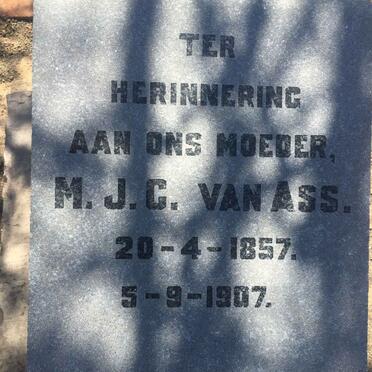 TER
HERINNERING
AAN ONS MOEDER,
M. J. C. VAN ASS.
20-4-1857.
5-9-1907.